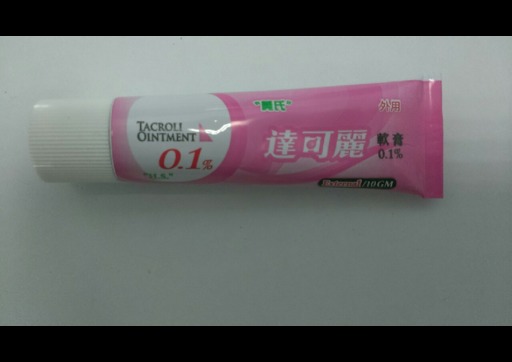 TACROLI
OINTMENT
0.1%
"H.S."
"黃氏"
外用
達可麗
軟膏
0.1%
External/10GM